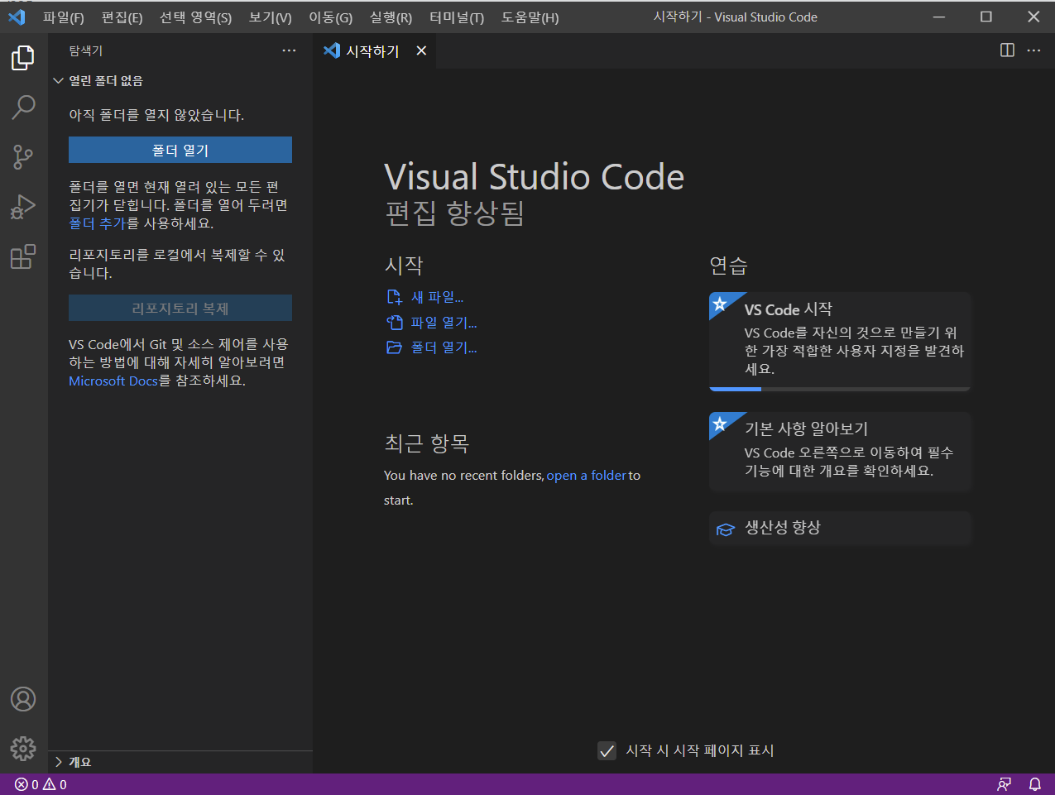 파일(F) 편집(E) 선택 영역(S) 보기(V) 이동(G) 실행(R) 터미널(T) 도움말(H) 시작하기 - Visual Studio Code
탐색기
시작하기
열린 폴더 없음
아직 폴더를 열지 않았습니다.
폴더 열기
폴더를 열면 현재 열려 있는 모든 편
집기가 닫힙니다. 폴더를 열어 두려면
폴더 추가를 사용하세요.
리포지토리를 로컬에서 복제할 수 있
습니다.
리포지토리 복제
VS Code에서 Git 및 소스 제어를 사용
하는 방법에 대해 자세히 알아보려면
Microsoft Docs를 참조하세요.
개요
Visual Studio Code
편집 향상됨
시작
새 파일...
파일 열기...
폴더 열기...
최근 항목
You have no recent folders, open a folder to
start.
연습
VS Code 시작
VS Code를 자신의 것으로 만들기 위
한 가장 적합한 사용자 지정을 발견하
세요.
기본 사항 알아보기
VS Code 오른쪽으로 이동하여 필수
기능에 대한 개요를 확인하세요.
생산성 향상
시작 시 시작 페이지 표시
0 0